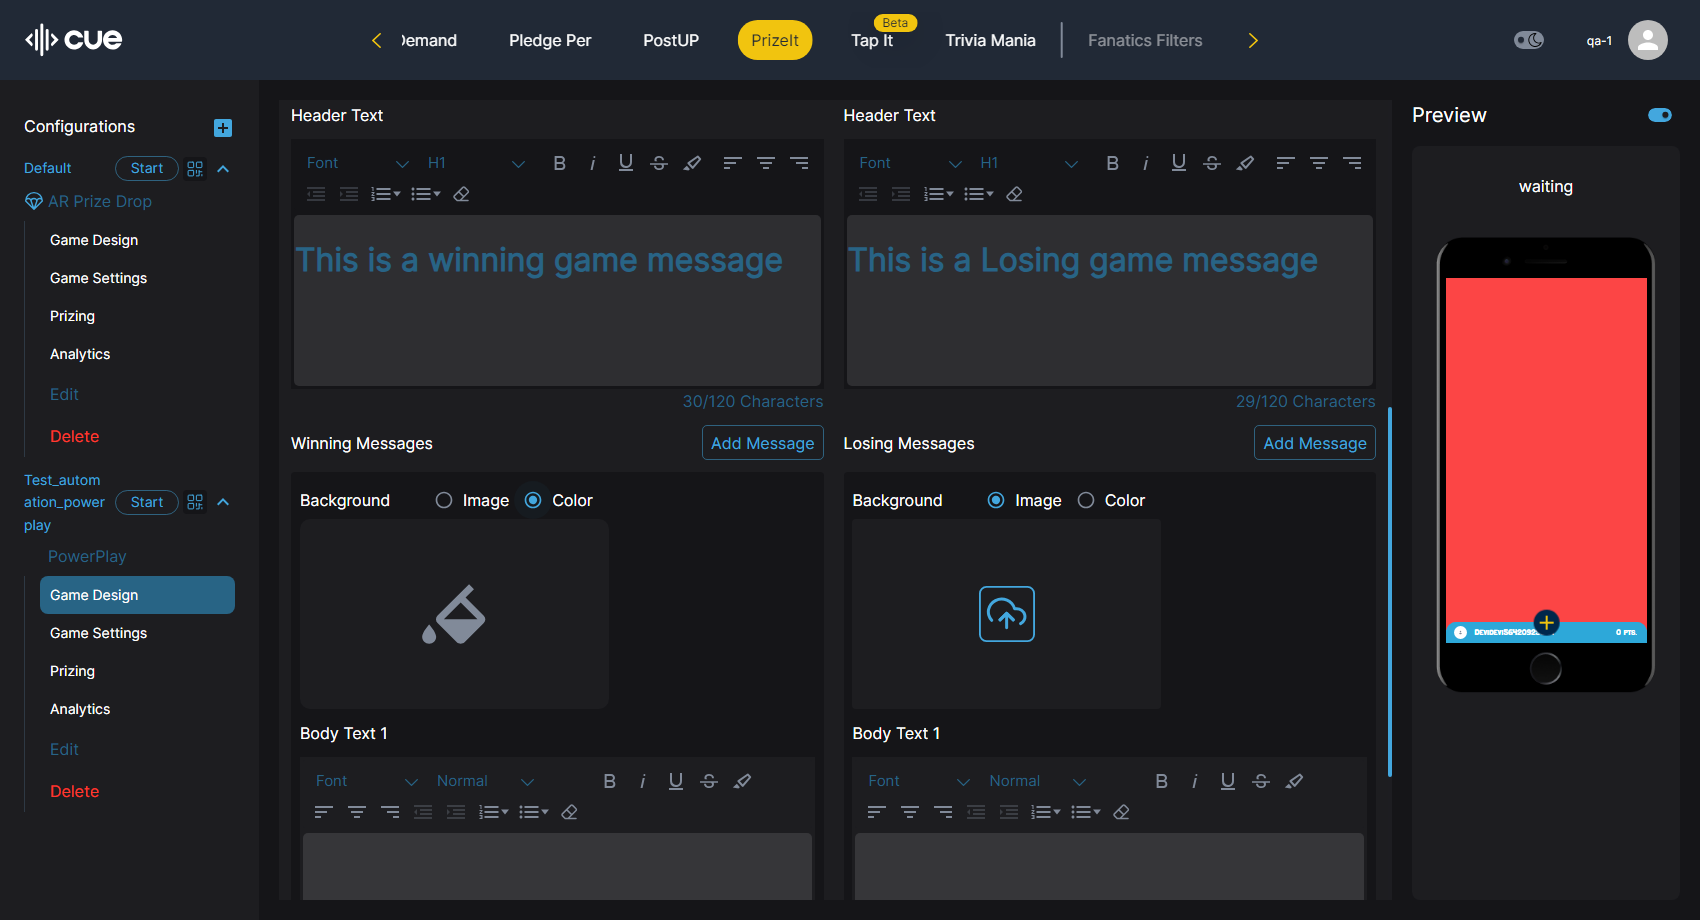 cue
Demand
Pledge Per
PostUP
PrizeIt
Beta
Tap It
Trivia Mania
Fanatics Filters
qa-1
Configurations
Default
Start
AR Prize Drop
Game Design
Game Settings
Prizing
Analytics
Edit
Delete
Test_autom
ation_power
play
Start
PowerPlay
Game Design
Game Settings
Prizing
Analytics
Edit
Delete
Header Text
Font
H1
This is a winning game message
30/120 Characters
Winning Messages
Add Message
Background
Image
Color
Body Text 1
Font
Normal
Header Text
Font
H1
This is a Losing game message
29/120 Characters
Losing Messages
Add Message
Background
Image
Color
Body Text 1
Font
Normal
Preview
waiting
0 PTS.